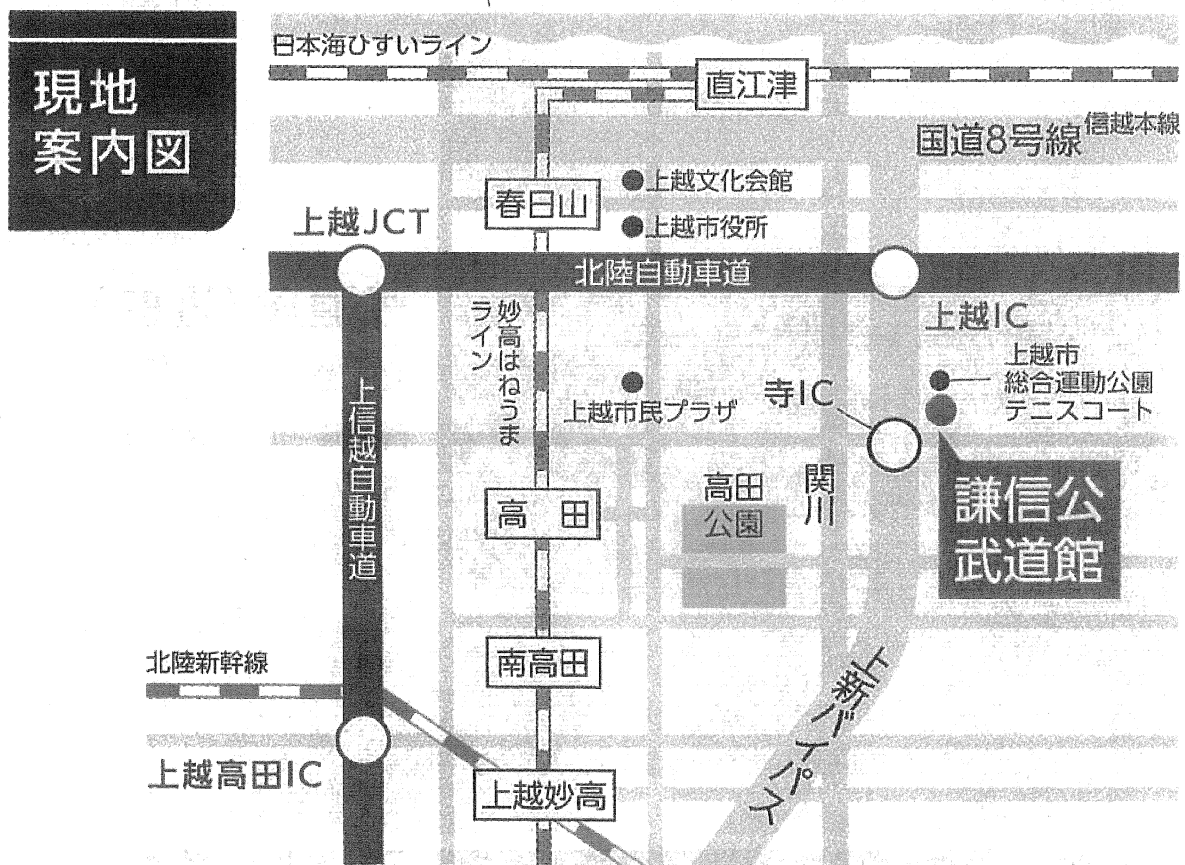 現地
案内図
日本海ひすいライン
直江津
国道8号線
信越本線
春日山
上越文化会館
上越市役所
上越JCT
北陸自動車道
上越IC
妙高はねうま
ライン
上越市
総合運動公園
テニスコート
上越市民プラザ
寺IC
上信越自動車道
高田
高田
公園
関川
謙信公
武道館
北陸新幹線
南高田
上新バイパス
上越高田IC
上越妙高